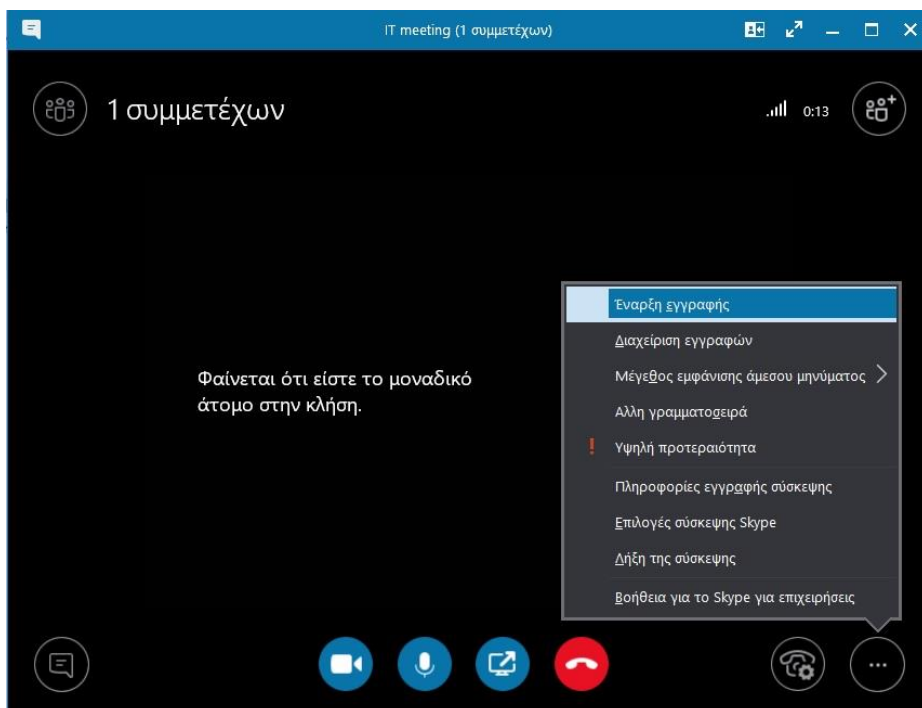 IT meeting (1 συμμετέχων)
1 συμμετέχων
0:13
Φαίνεται ότι είστε το μοναδικό
άτομο στην κλήση.
Έναρξη εγγραφής
Διαχείριση εγγραφών
Μέγεθος εμφάνισης άμεσου μηνύματος
Αλλη γραμματοσειρά
! Υψηλή προτεραιότητα
Πληροφορίες εγγραφής σύσκεψης
Επιλογές σύσκεψης Skype
Λήξη της σύσκεψης
Βοήθεια για το Skype για επιχειρήσεις